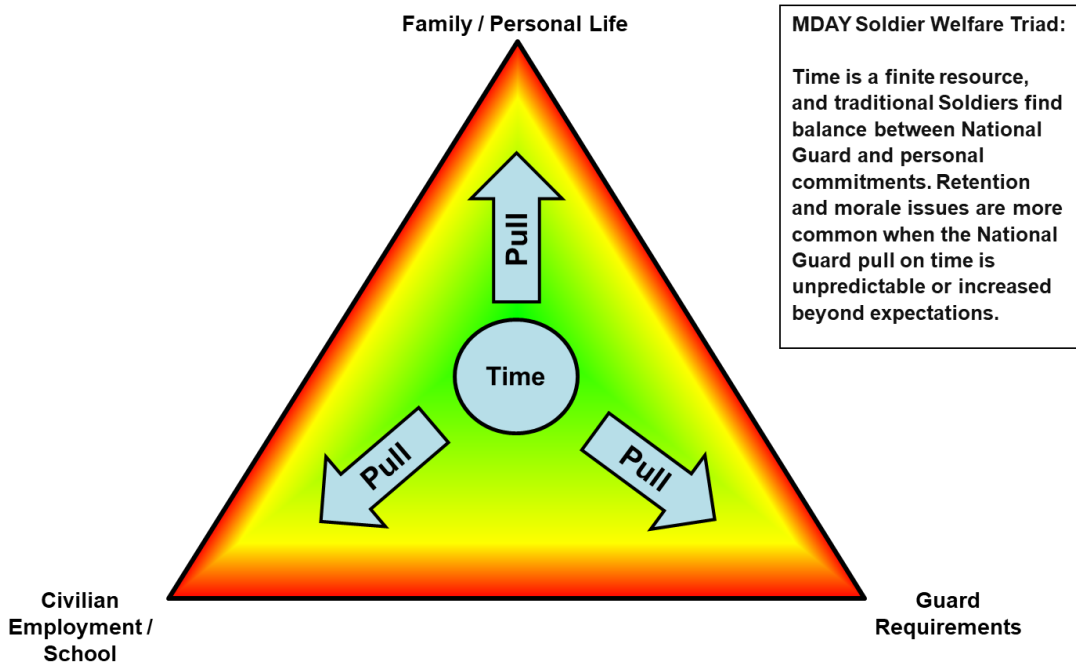 Family / Personal Life
MDAY Soldier Welfare Triad:
Time is a finite resource,
and traditional Soldiers find
balance between National
Guard and personal
commitments. Retention
and morale issues are more
common when the National
Guard pull on time is
unpredictable or increased
beyond expectations.
Pull
Time
Pull
Pull
Civilian
Employment /
School
Guard
Requirements